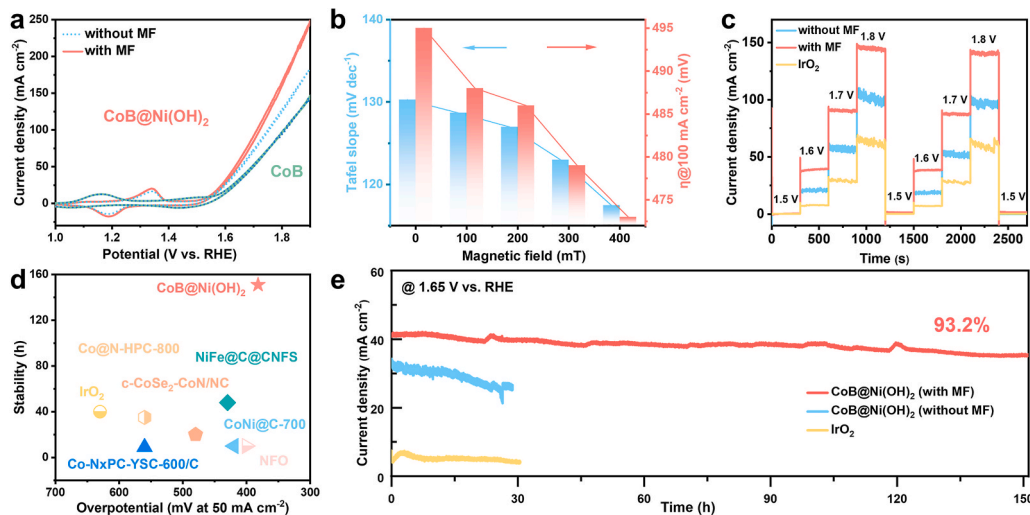 a
250
200
150
100
50
0
1.0
1.2
1.4
1.6
1.8
Current density (mA cm⁻²)
Potential (V vs. RHE)
without MF
with MF
CoB@Ni(OH)₂
CoB
b
140
130
120
Tafel slope (mV dec⁻¹)
495
490
485
480
475
η@100 mA cm⁻² (mV)
0
100
200
300
400
Magnetic field (mT)
c
without MF
with MF
IrO₂
150
100
50
0
Current density (mA cm⁻²)
1.5 V
1.6 V
1.7 V
1.8 V
1.5 V
1.6 V
1.7 V
1.8 V
1.5 V
0
500
1000
1500
2000
2500
Time (s)
d
160
120
80
40
0
Stability (h)
CoB@Ni(OH)₂
Co@N-HPC-800
NiFe@C@CNFS
c-CoSe₂-CoN/NC
IrO₂
CoNi@C-700
Co-NxPC-YSC-600/C
NFO
700
600
500
400
300
Overpotential (mV at 50 mA cm⁻²)
e
60
40
20
0
Current density (mA cm⁻²)
@ 1.65 V vs. RHE
93.2%
CoB@Ni(OH)₂ (with MF)
CoB@Ni(OH)₂ (without MF)
IrO₂
0
30
60
90
120
150
Time (h)